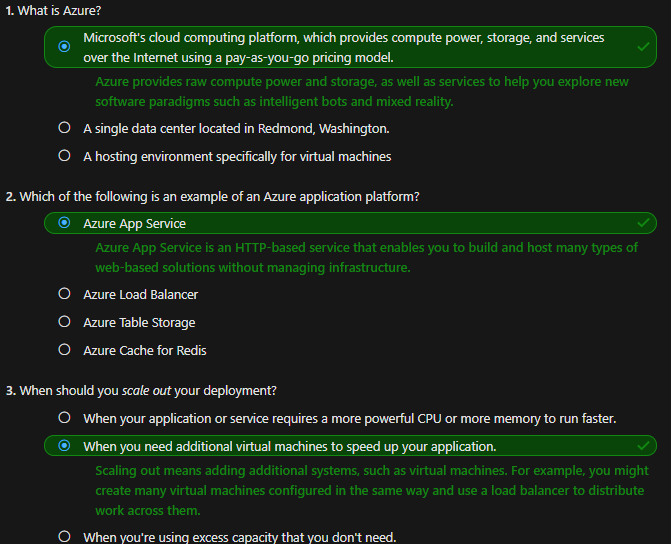 1. What is Azure?
Microsoft's cloud computing platform, which provides compute power, storage, and services
over the Internet using a pay-as-you-go pricing model.
Azure provides raw compute power and storage, as well as services to help you explore new
software paradigms such as intelligent bots and mixed reality.
A single data center located in Redmond, Washington.
A hosting environment specifically for virtual machines
2. Which of the following is an example of an Azure application platform?
Azure App Service
Azure App Service is an HTTP-based service that enables you to build and host many types of
web-based solutions without managing infrastructure.
Azure Load Balancer
Azure Table Storage
Azure Cache for Redis
3. When should you scale out your deployment?
When your application or service requires a more powerful CPU or more memory to run faster.
When you need additional virtual machines to speed up your application.
Scaling out means adding additional systems, such as virtual machines. For example, you might
create many virtual machines configured in the same way and use a load balancer to distribute
work across them.
When you're using excess capacity that you don't need.